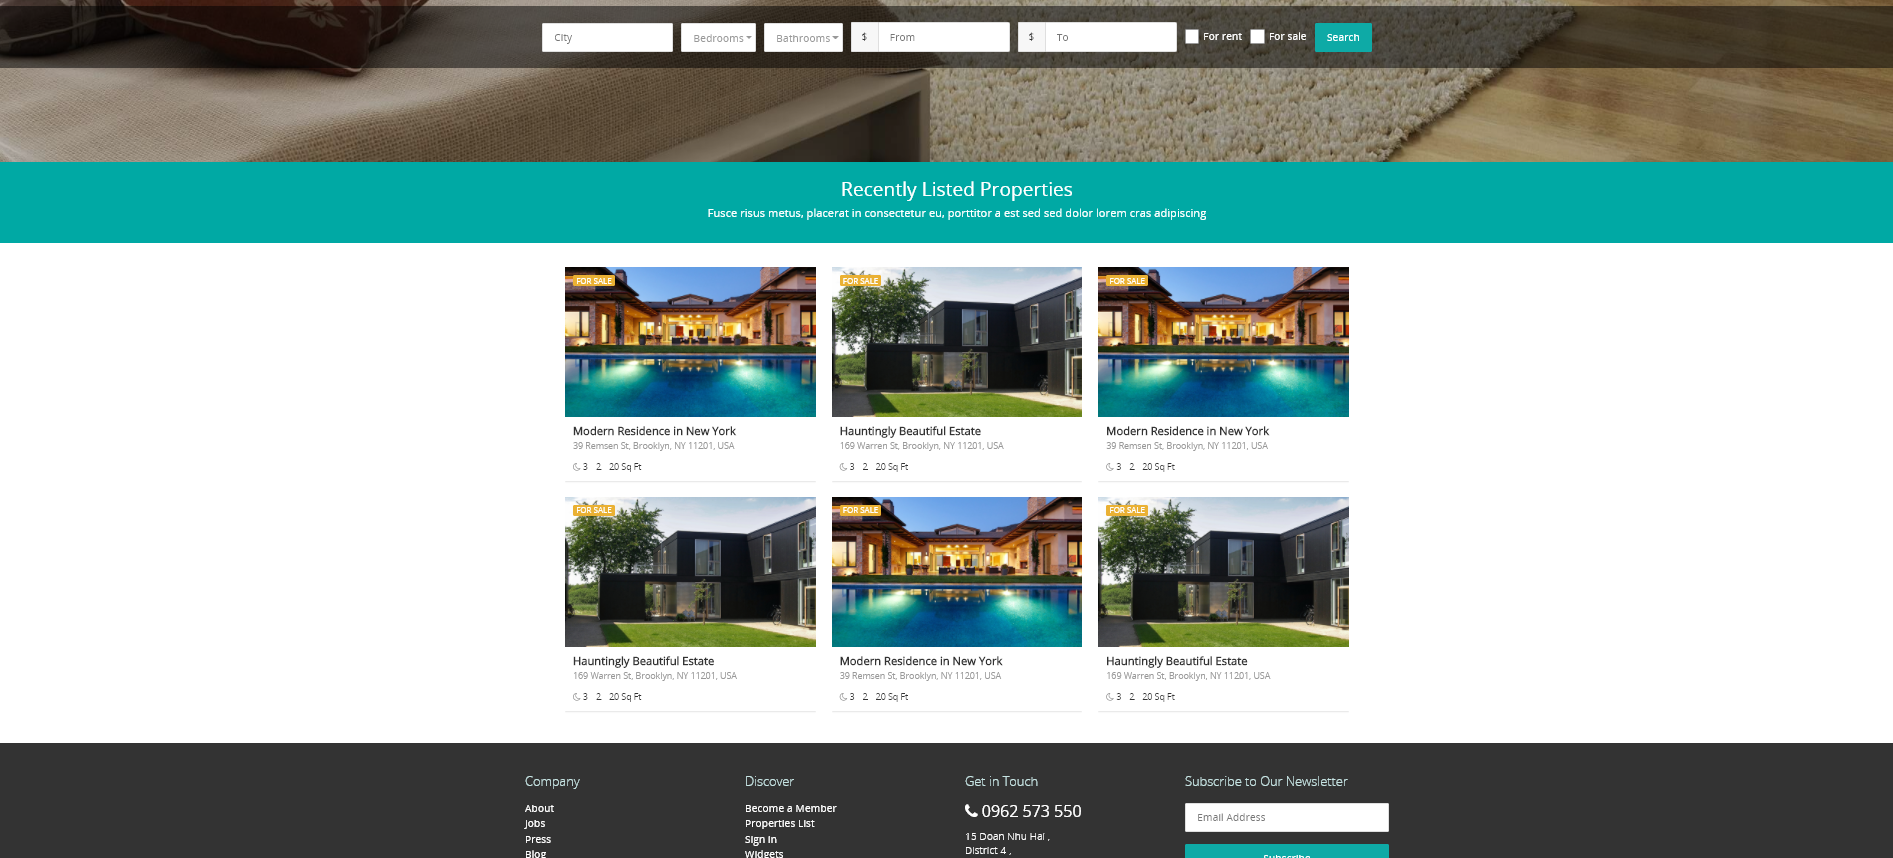 City
Bedrooms
Bathrooms
$
From
$
To
For rent
For sale
Search
Recently Listed Properties
Fusce risus metus, placerat in consectetur eu, porttitor a est sed sed dolor lorem cras adipiscing
FOR SALE
Modern Residence in New York
39 Remsen St, Brooklyn, NY 11201, USA
3 2 20 Sq Ft
FOR SALE
Hauntingly Beautiful Estate
169 Warren St, Brooklyn, NY 11201, USA
3 2 20 Sq Ft
FOR SALE
Modern Residence in New York
39 Remsen St, Brooklyn, NY 11201, USA
3 2 20 Sq Ft
FOR SALE
Hauntingly Beautiful Estate
169 Warren St, Brooklyn, NY 11201, USA
3 2 20 Sq Ft
FOR SALE
Modern Residence in New York
39 Remsen St, Brooklyn, NY 11201, USA
3 2 20 Sq Ft
FOR SALE
Hauntingly Beautiful Estate
169 Warren St, Brooklyn, NY 11201, USA
3 2 20 Sq Ft
Company
About
Jobs
Press
Blog
Discover
Become a Member
Properties List
Sign In
Widgets
Get in Touch
0962 573 550
15 Doan Nhu Hai ,
District 4 ,
Subscribe to Our Newsletter
Email Address
Subscribe